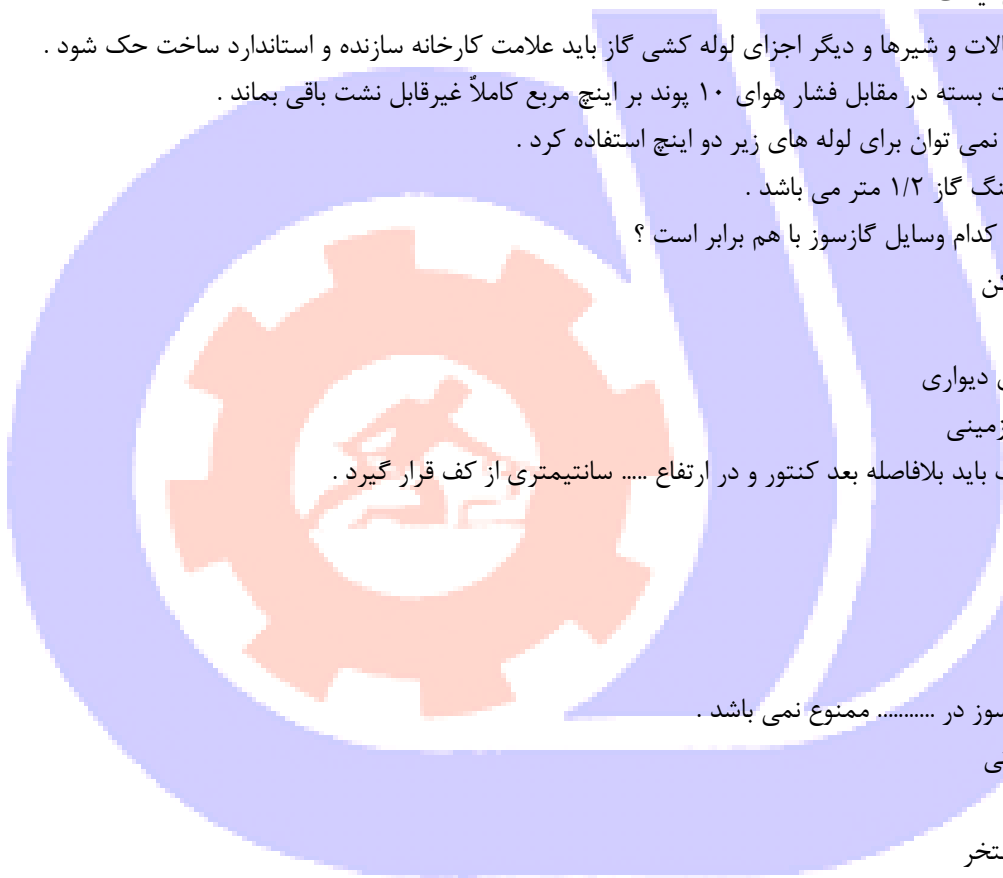 الات و شیرها و دیگر اجزای لوله کشی گاز باید علامت کارخانه سازنده و استاندارد ساخت حک شود .
ت بسته در مقابل فشار هوای ۱۰ پوند بر اینچ مربع کاملاً غیرقابل نشت باقی بماند .
نمی توان برای لوله های زیر دو اینچ استفاده کرد .
نگ گاز ۱/۲ متر می باشد .
کدام وسایل گازسوز با هم برابر است ؟
کن
دیواری
زمینی
باید بلافاصله بعد کنتور و در ارتفاع ..... سانتیمتری از کف قرار گیرد .
سوز در ........... ممنوع نمی باشد .
نی
ستخر